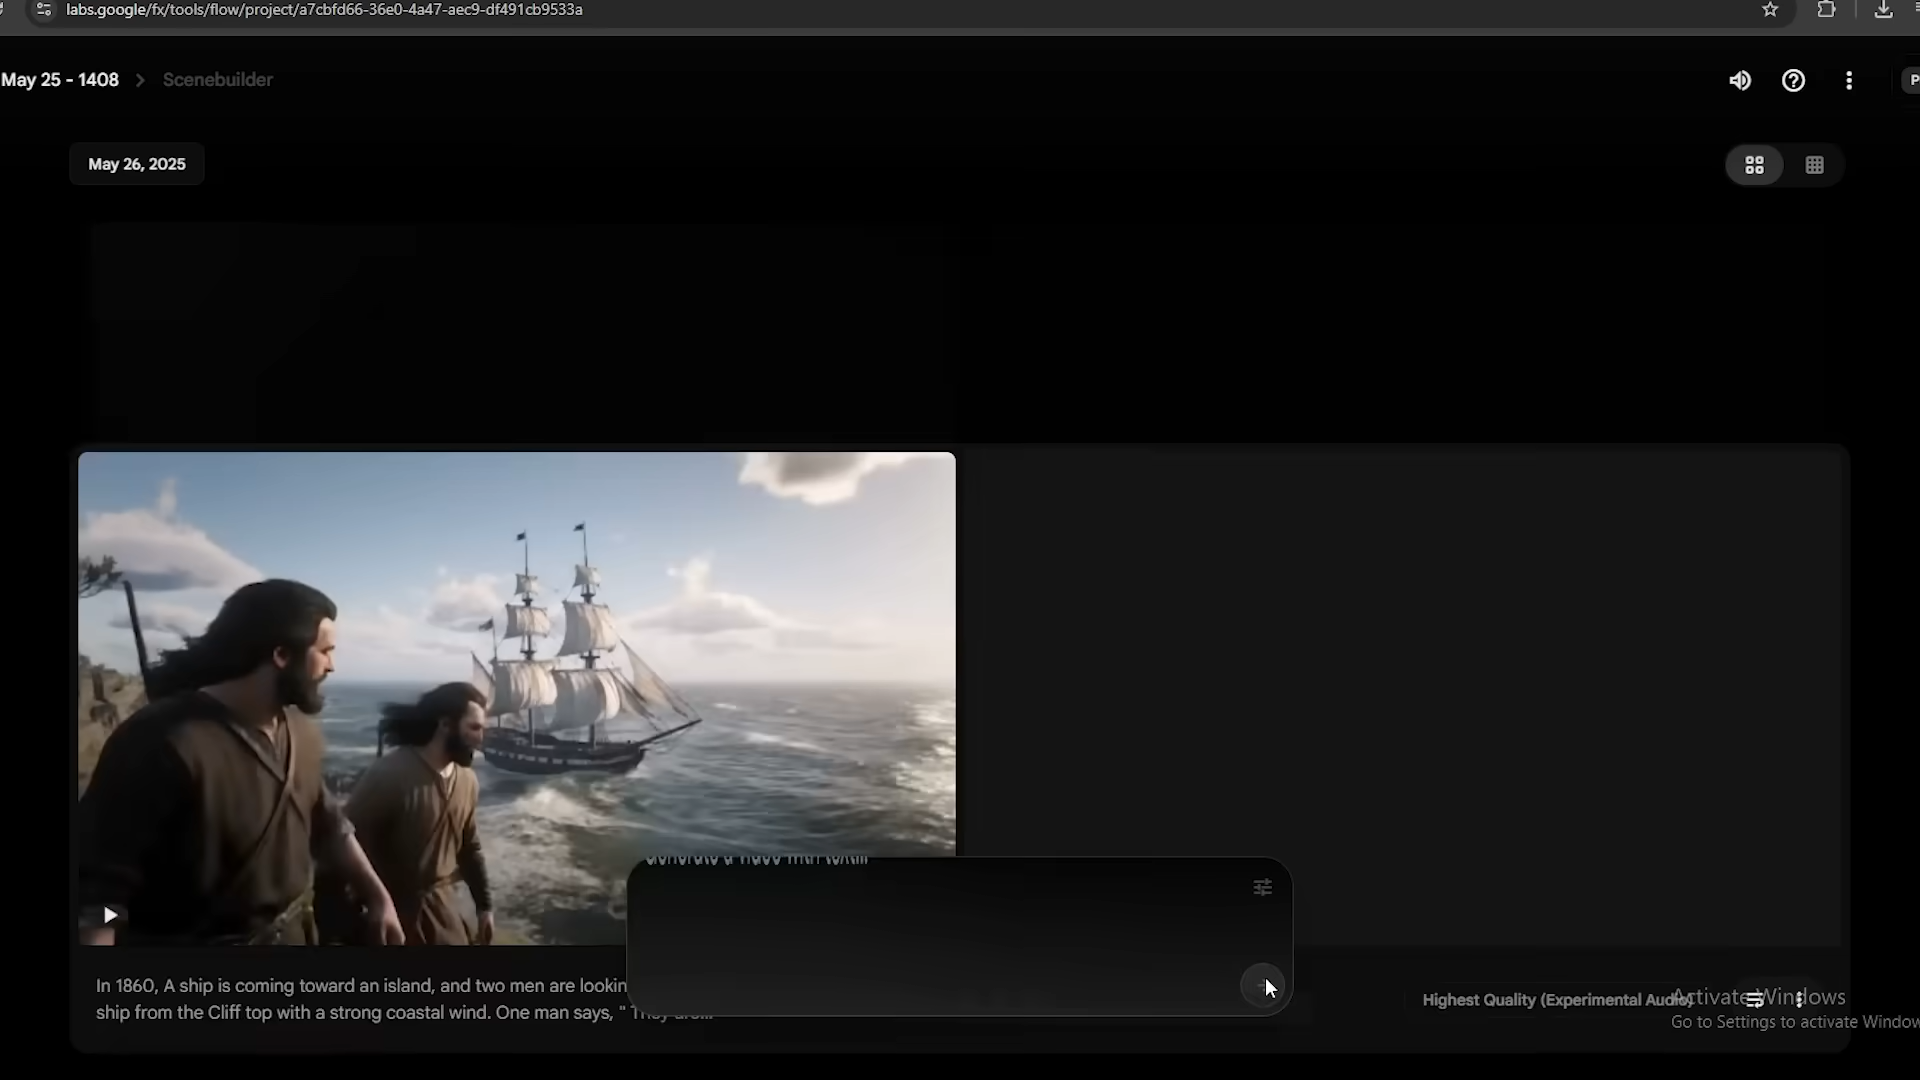 labs.google/fx/tools/flow/project/a7cbfd66-36e0-4a47-aec9-df491cb9533a
May 25 - 1408 Scenebuilder
P
May 26, 2025
In 1860, A ship is coming toward an island, and two men are lookin
ship from the Cliff top with a strong coastal wind. One man says, "
Highest Quality (Experimental Audio)
Activate Windows
Go to Settings to activate Window